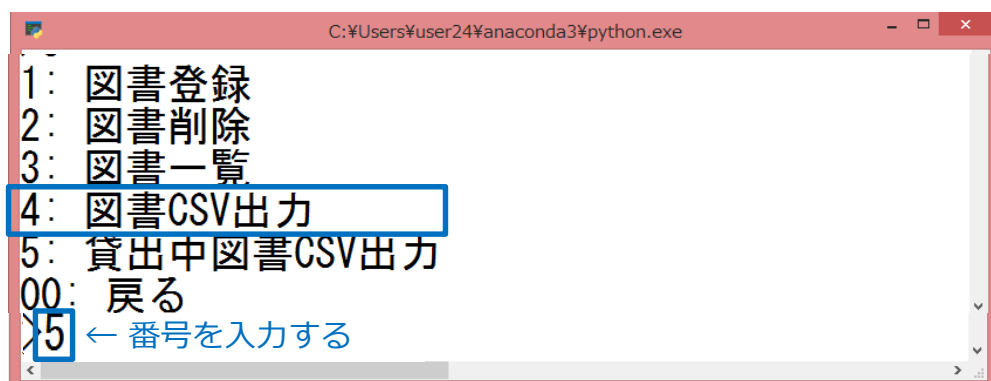 C:¥Users¥user24¥anaconda3¥python.exe
1: 図書登録
2: 図書削除
3: 図書一覧
4: 図書CSV出力
5: 貸出中図書CSV出力
00: 戻る
>5 ← 番号を入力する